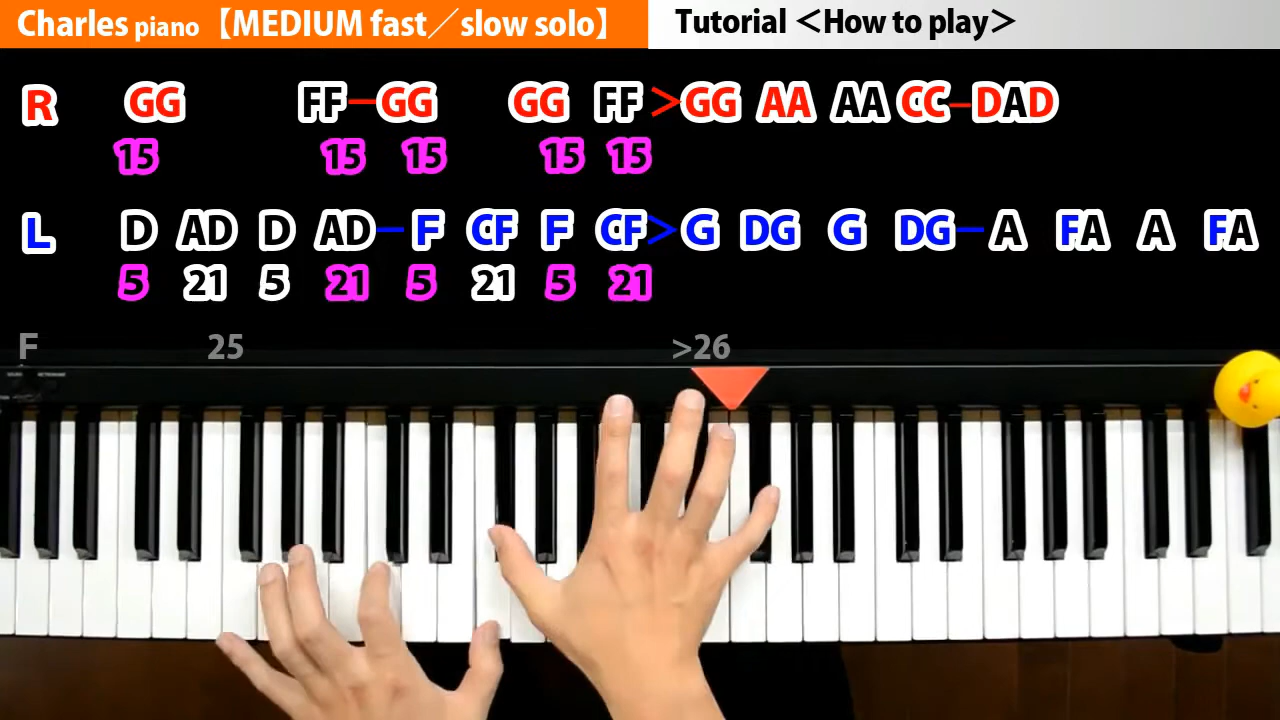 Charles piano【MEDIUM fast／slow solo】 Tutorial ＜How to play＞
R GG FF−GG GG FF＞GG AA AA CC−DAD
15 15 15 15 15
L D AD D AD−F CF F CF＞G DG G DG−A FA A FA
5 21 5 21 5 21 5 21
F 25 >26